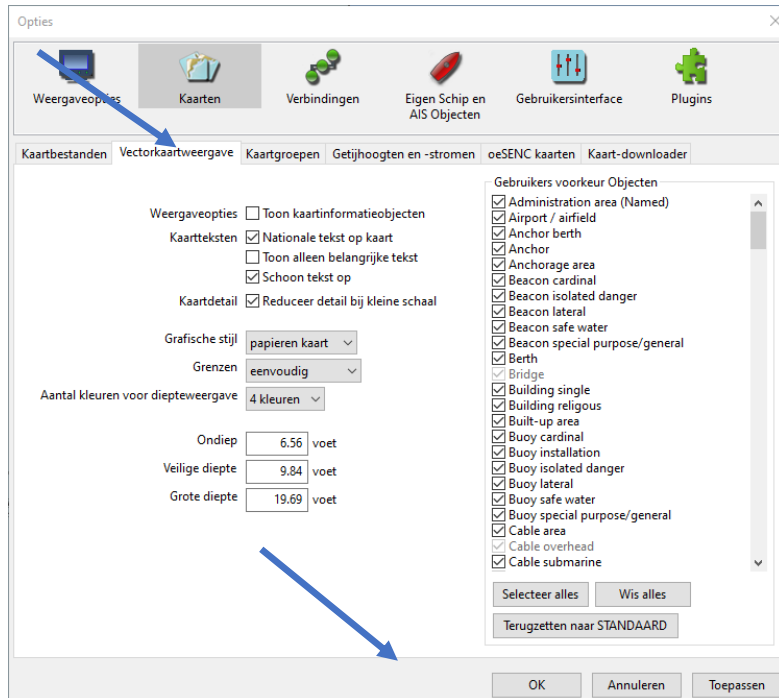 Opties
Weergaveopties
Kaarten
Verbindingen
Eigen Schip en
AIS Objecten
Gebruikersinterface
Plugins
Kaartbestanden
Vectorkaartweergave
Kaartgroepen
Getijhoogten en -stromen
oeSENC kaarten
Kaart-downloader
Weergaveopties Toon kaartinformatieobjecten
Kaartteksten Nationale tekst op kaart
Toon alleen belangrijke tekst
Schoon tekst op
Kaartdetail Reduceer detail bij kleine schaal
Grafische stijl papieren kaart
Grenzen eenvoudig
Aantal kleuren voor diepteweergave 4 kleuren
Ondiep 6.56 voet
Veilige diepte 9.84 voet
Grote diepte 19.69 voet
Gebruikers voorkeur Objecten
Administration area (Named)
Airport / airfield
Anchor berth
Anchor
Anchorage area
Beacon cardinal
Beacon isolated danger
Beacon lateral
Beacon safe water
Beacon special purpose/general
Berth
Bridge
Building single
Building religous
Built-up area
Buoy cardinal
Buoy installation
Buoy isolated danger
Buoy lateral
Buoy safe water
Buoy special purpose/general
Cable area
Cable overhead
Cable submarine
Selecteer alles
Wis alles
Terugzetten naar STANDAARD
OK
Annuleren
Toepassen